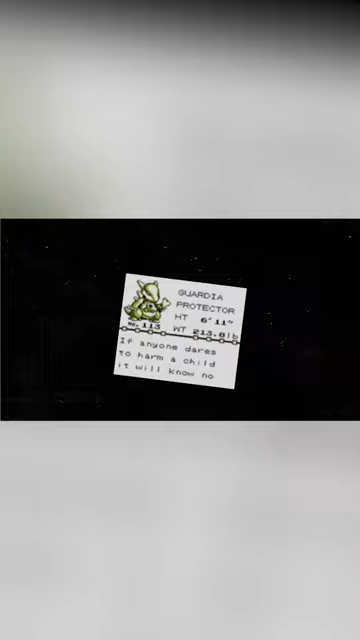 GUARDIA
PROTECTOR
HT 6'11"
No.113 WT 213.8lb
If anyone dares
to harm a child
it will know no